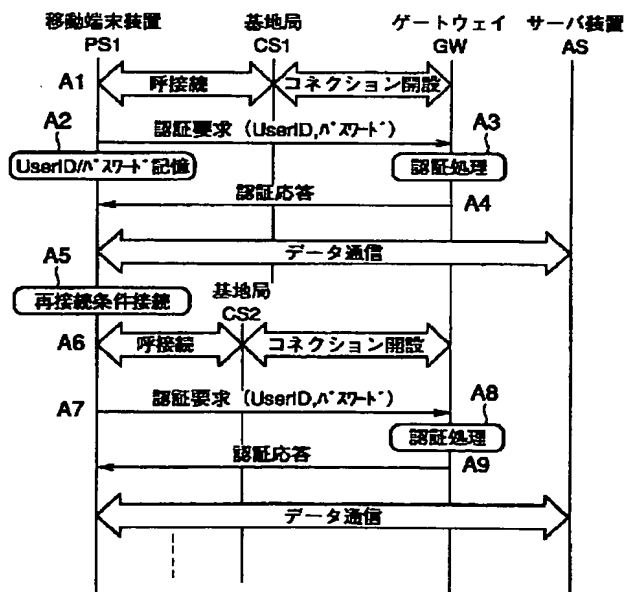 移動端末装置 基地局 ゲートウェイ サーバ装置
PS1 CS1 GW AS
A1 呼接続 コネクション開設
A2 認証要求 (UserID,パスワード) A3
UserID/パスワード記憶 認証処理
認証応答 A4
データ通信
A5
再接続条件接続 基地局
CS2
A6 呼接続 コネクション開設
A7 認証要求 (UserID,パスワード) A8
認証処理
認証応答 A9
データ通信